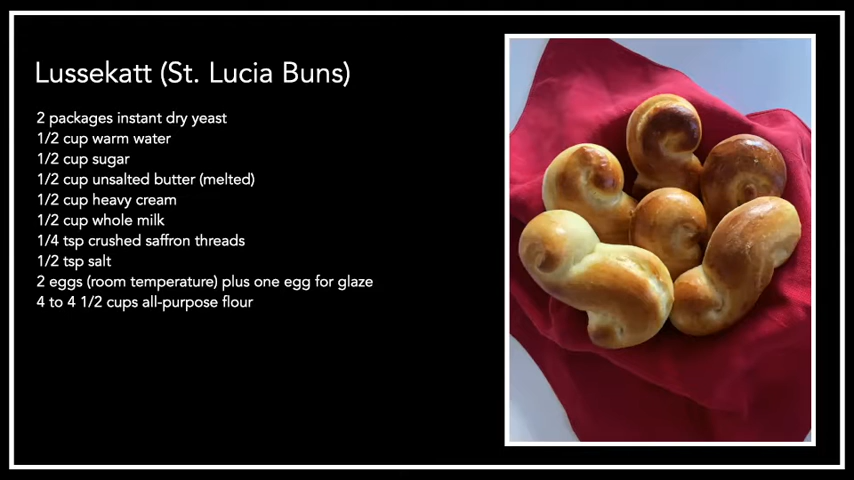 Lussekatt (St. Lucia Buns)
2 packages instant dry yeast
1/2 cup warm water
1/2 cup sugar
1/2 cup unsalted butter (melted)
1/2 cup heavy cream
1/2 cup whole milk
1/4 tsp crushed saffron threads
1/2 tsp salt
2 eggs (room temperature) plus one egg for glaze
4 to 4 1/2 cups all-purpose flour